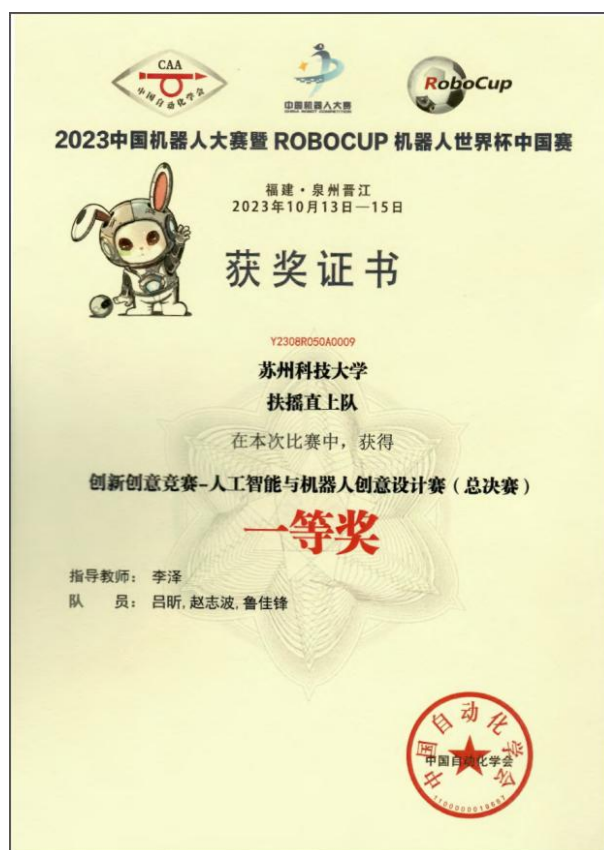 CAA
中国自动化学会
中国机器人大赛
CHINA ROBOT COMPETITION
RoboCup
2023中国机器人大赛暨 ROBOCUP 机器人世界杯中国赛
福建·泉州晋江
2023年10月13日—15日
获奖证书
Y2308R050A0009
苏州科技大学
扶摇直上队
在本次比赛中，获得
创新创意竞赛-人工智能与机器人创意设计赛（总决赛）
一等奖
指导教师： 李泽
队 员： 吕昕,赵志波,鲁佳锋
中国自动化学会
中国自动化学会